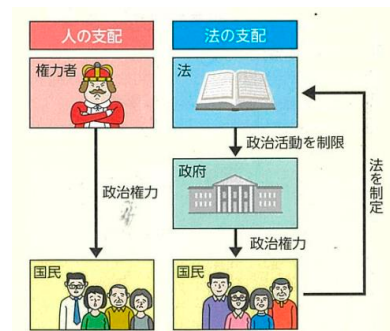 人の支配
法の支配
権力者
法
政治活動を制限
政府
政治権力
政治権力
法を制定
国民
国民